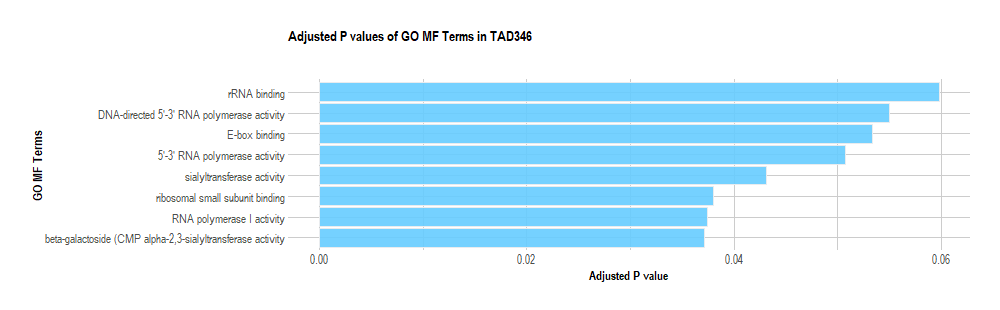 Adjusted P values of GO MF Terms in TAD346
rRNA binding
DNA-directed 5'-3' RNA polymerase activity
E-box binding
5'-3' RNA polymerase activity
sialyltransferase activity
ribosomal small subunit binding
RNA polymerase I activity
beta-galactoside (CMP alpha-2,3-sialyltransferase activity
GO MF Terms
0.00 0.02 0.04 0.06
Adjusted P value